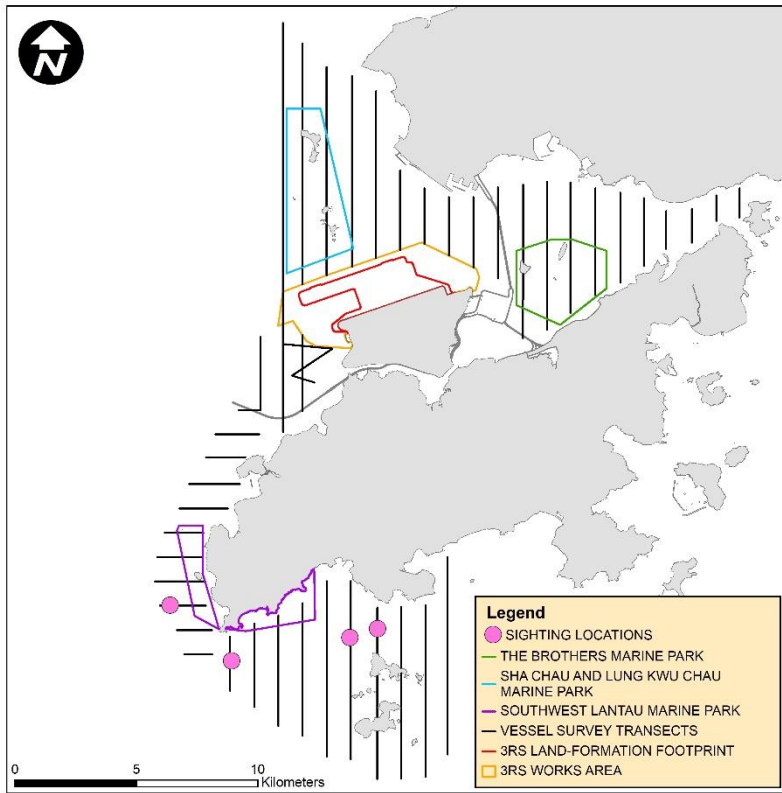 N
Legend
SIGHTING LOCATIONS
THE BROTHERS MARINE PARK
SHA CHAU AND LUNG KWU CHAU
MARINE PARK
SOUTHWEST LANTAU MARINE PARK
VESSEL SURVEY TRANSECTS
3RS LAND-FORMATION FOOTPRINT
3RS WORKS AREA
0 5 10
Kilometers